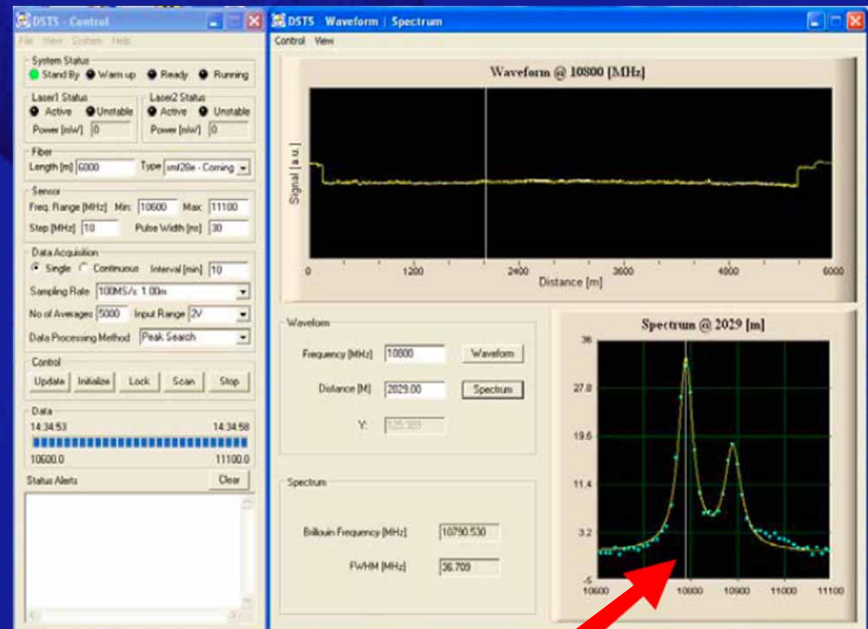 DSTS - Control
File View System Help
System Status
Stand By Warm up Ready Running
Laser1 Status Laser2 Status
Active Unstable Active Unstable
Power [mW] 0 Power [mW] 0
Fiber
Length [m] 6000 Type smf28e - Corning
Sensor
Freq. Range [MHz] Min: 10600 Max: 11100
Step [MHz] 10 Pulse Width [ns] 30
Data Acquisition
Single Continuous Interval [min] 10
Sampling Rate 100MS/s: 1.00m
No of Averages 5000 Input Range 2V
Data Processing Method Peak Search
Control
Update Initialize Lock Scan Stop
Data
14:34:53 14:34:58
10600.0 11100.0
Status Alerts Clear
DSTS Waveform | Spectrum
Control View
Waveform @ 10800 [MHz]
Signal [a.u.]
0 1200 2400 3600 4800 6000
Distance [m]
Waveform
Frequency [MHz] 10800 Waveform
Distance [M] 2029.00 Spectrum
Y: 125.389
Spectrum
Brillouin Frequency [MHz] 10790.530
FWHM [MHz] 36.709
Spectrum @ 2029 [m]
36
27.8
19.6
11.4
3.2
-5
10600 10800 10900 11000 11100